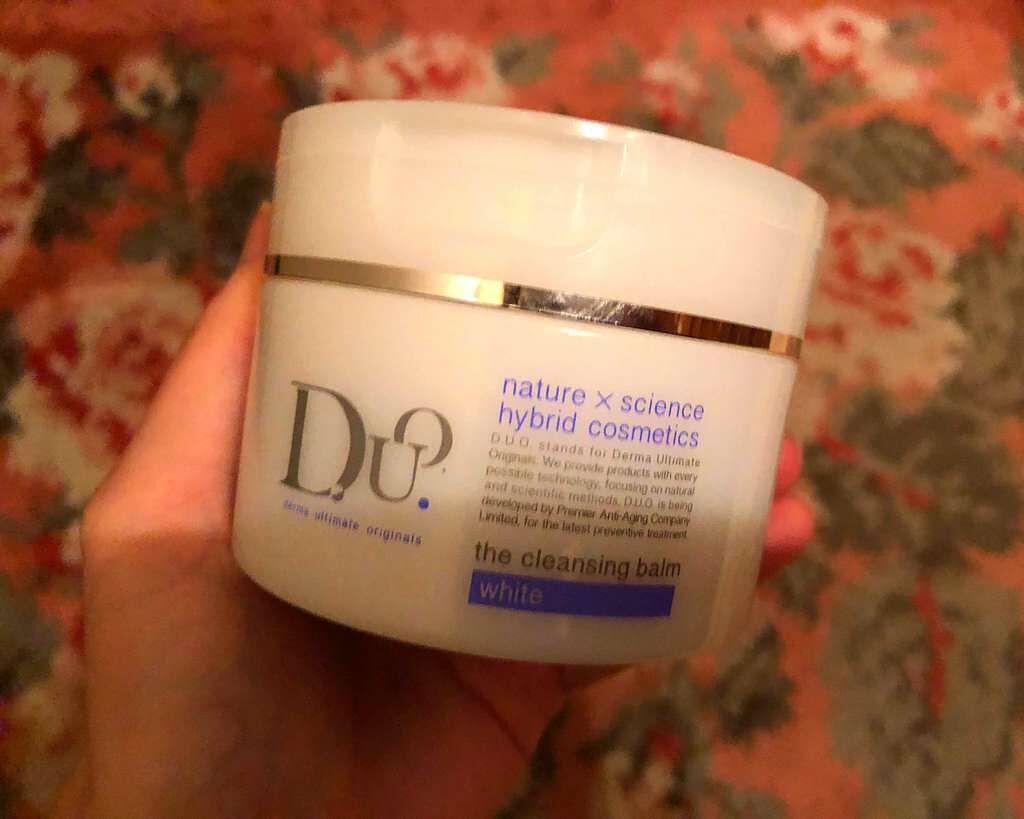 D.U.O.
derma ultimate originals
nature × science
hybrid cosmetics
D.U.O. stands for Derma Ultimate
Originals. We provide products with every
possible technology, focusing on natural
and scientific methods. D.U.O. is being
developed by Premier Anti-Aging Company
Limited, for the latest preventive treatment.
the cleansing balm
white